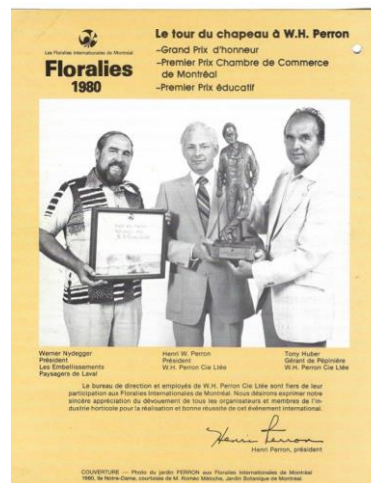 Le tour du chapeau à W.H. Perron
–Grand Prix d'honneur
–Premier Prix Chambre de Commerce
de Montréal
–Premier Prix éducatif
Les Floralies internationales de Montréal
Floralies
1980
Werner Nydegger
Président
Les Embellissements
Paysagers de Laval
Henri W. Perron
Président
W.H. Perron Cie Ltée
Tony Huber
Gérant de Pépinière
W.H. Perron Cie Ltée
Le bureau de direction et employés de W.H. Perron Cie Ltée sont fiers de leur
participation aux Floralies Internationales de Montréal. Nous désirons exprimer notre
sincère appréciation du dévouement de tous les organisateurs et membres de l'in-
dustrie horticole pour la réalisation et bonne réussite de cet événement international.
Henri Perron
Henri Perron, président
COUVERTURE — Photo du jardin PERRON aux Floralies Internationales de Montréal
1980, Ile Notre-Dame, courtoisie de M. Roméo Meloche, Jardin Botanique de Montréal.